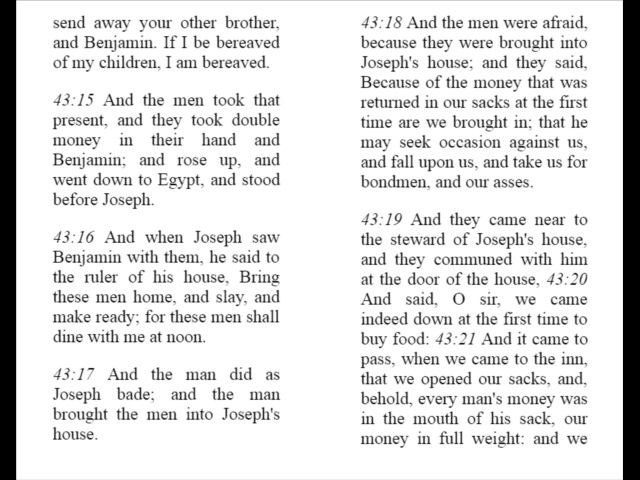 send away your other brother,
and Benjamin. If I be bereaved
of my children, I am bereaved.
43:15 And the men took that
present, and they took double
money in their hand and
Benjamin; and rose up, and
went down to Egypt, and stood
before Joseph.
43:16 And when Joseph saw
Benjamin with them, he said to
the ruler of his house, Bring
these men home, and slay, and
make ready; for these men shall
dine with me at noon.
43:17 And the man did as
Joseph bade; and the man
brought the men into Joseph's
house.
43:18 And the men were afraid,
because they were brought into
Joseph's house; and they said,
Because of the money that was
returned in our sacks at the first
time are we brought in; that he
may seek occasion against us,
and fall upon us, and take us for
bondmen, and our asses.
43:19 And they came near to
the steward of Joseph's house,
and they communed with him
at the door of the house, 43:20
And said, O sir, we came
indeed down at the first time to
buy food: 43:21 And it came to
pass, when we came to the inn,
that we opened our sacks, and,
behold, every man's money was
in the mouth of his sack, our
money in full weight: and we